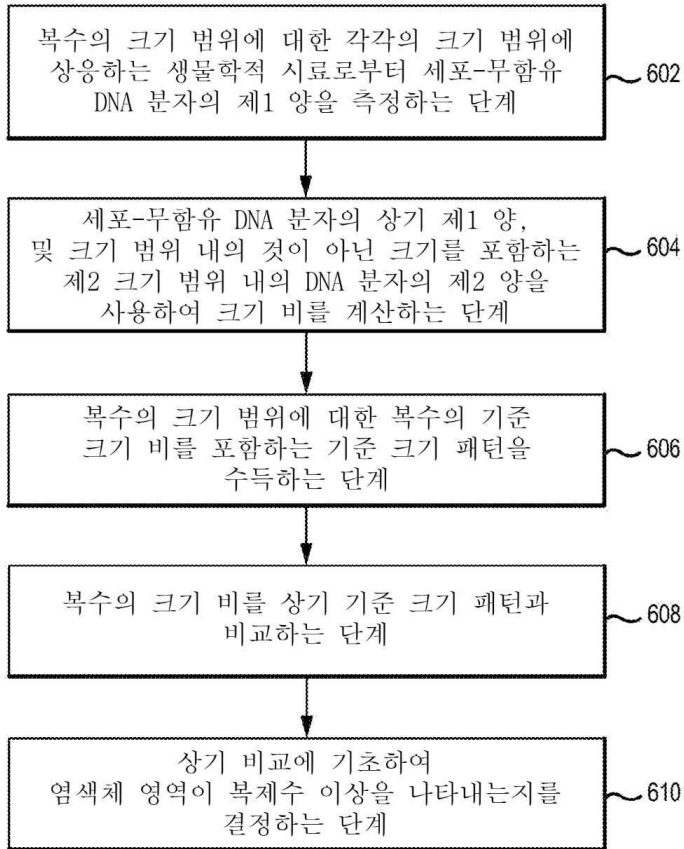 복수의 크기 범위에 대한 각각의 크기 범위에
상응하는 생물학적 시료로부터 세포-무함유
DNA 분자의 제1 양을 측정하는 단계
602
세포-무함유 DNA 분자의 상기 제1 양,
및 크기 범위 내의 것이 아닌 크기를 포함하는
제2 크기 범위 내의 DNA 분자의 제2 양을
사용하여 크기 비를 계산하는 단계
604
복수의 크기 범위에 대한 복수의 기준
크기 비를 포함하는 기준 크기 패턴을
수득하는 단계
606
복수의 크기 비를 상기 기준 크기 패턴과
비교하는 단계
608
상기 비교에 기초하여
염색체 영역이 복제수 이상을 나타내는지를
결정하는 단계
610